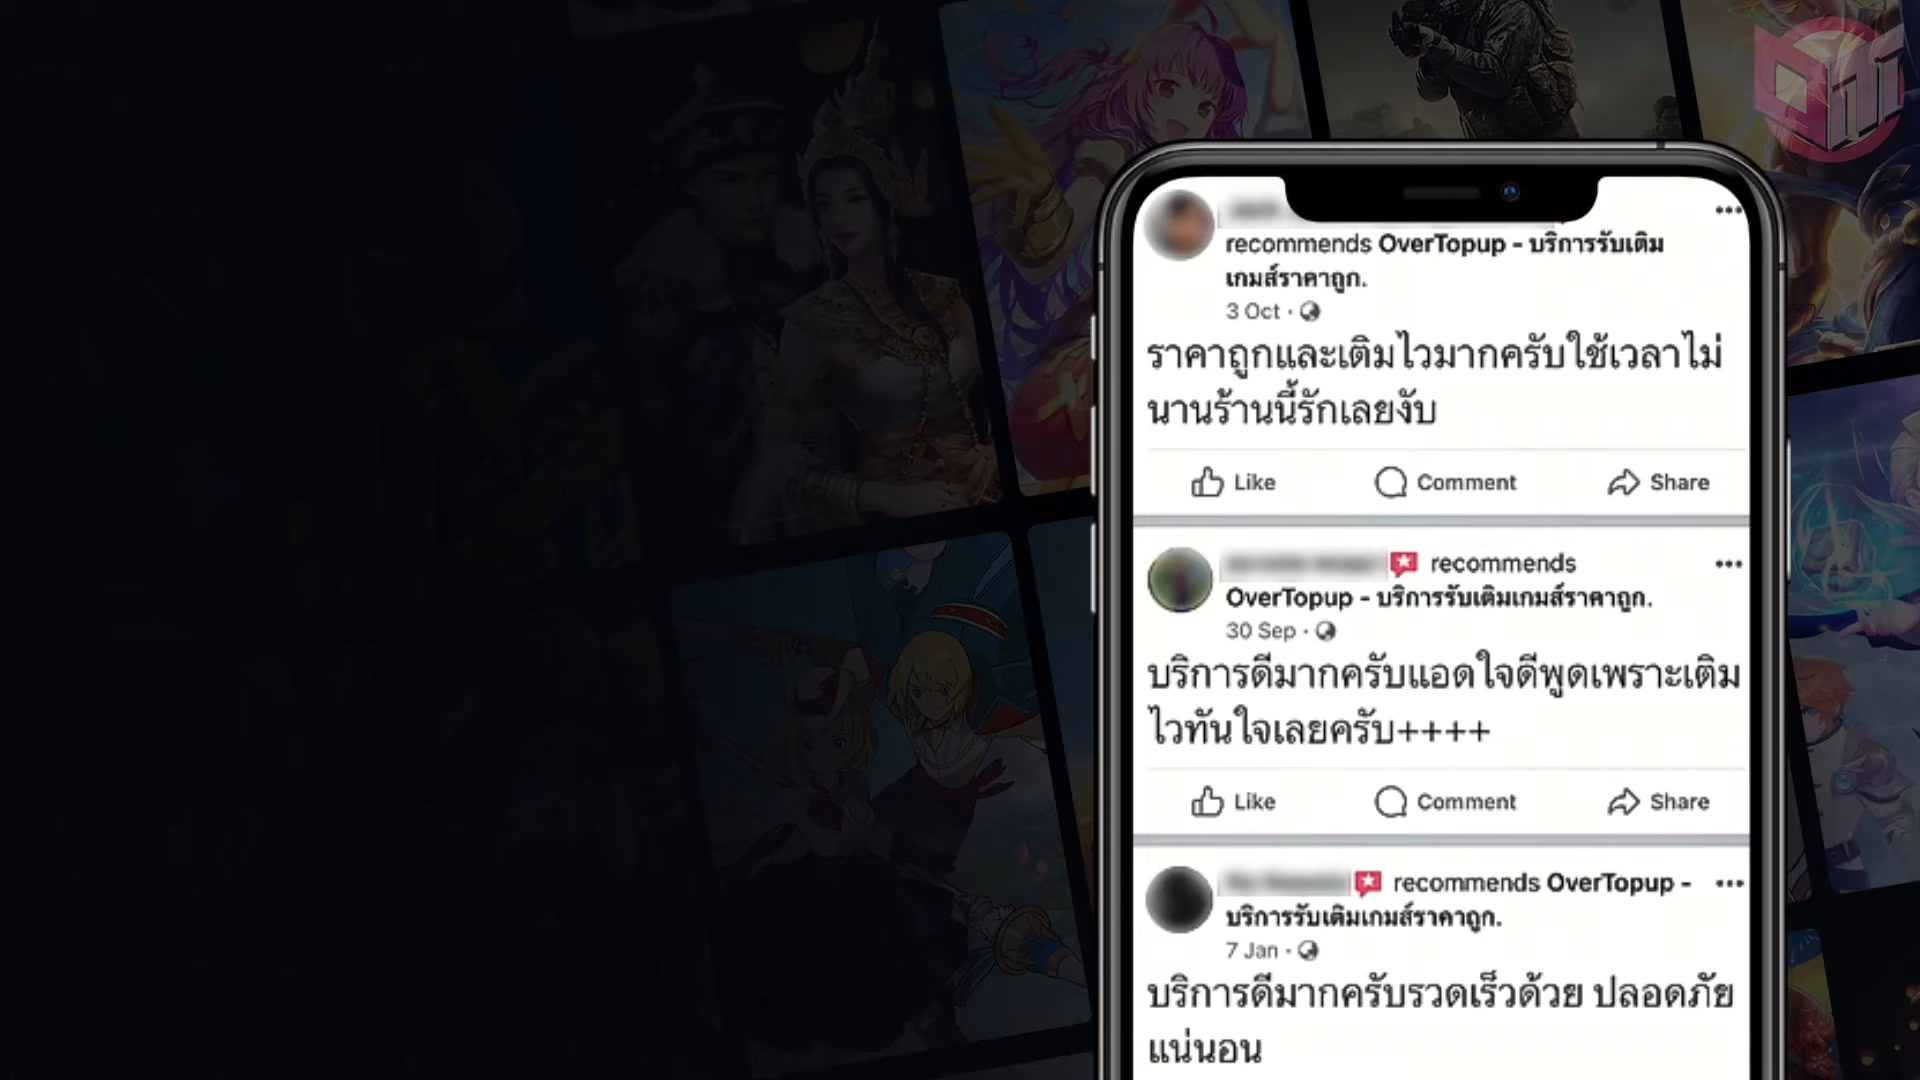 recommends OverTopup - บริการรับเติม
เกมส์ราคาถูก.
3 Oct ·
ราคาถูกและเติมไวมากครับใช้เวลาไม่
นานร้านนี้รักเลยงับ
Like Comment Share
recommends
OverTopup - บริการรับเติมเกมส์ราคาถูก.
30 Sep ·
บริการดีมากครับแอดใจดีพูดเพราะเติม
ไวทันใจเลยครับ++++
Like Comment Share
recommends OverTopup -
บริการรับเติมเกมส์ราคาถูก.
7 Jan ·
บริการดีมากครับรวดเร็วด้วย ปลอดภัย
แน่นอน